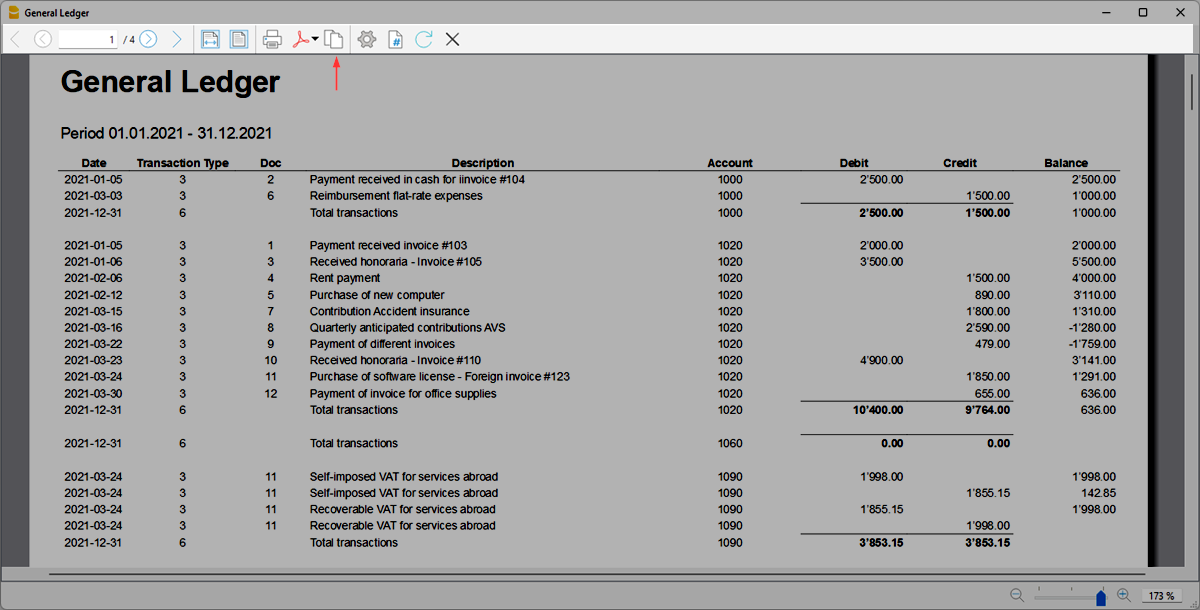 General Ledger
1 / 4
General Ledger
Period 01.01.2021 - 31.12.2021
Date Transaction Type Doc Description Account Debit Credit Balance
2021-01-05 3 2 Payment received in cash for iinvoice #104 1000 2'500.00 2'500.00
2021-03-03 3 6 Reimbursement flat-rate expenses 1000 1'500.00 1'000.00
2021-12-31 6 Total transactions 1000 2'500.00 1'500.00 1'000.00
2021-01-05 3 1 Payment received invoice #103 1020 2'000.00 2'000.00
2021-01-06 3 3 Received honoraria - Invoice #105 1020 3'500.00 5'500.00
2021-02-06 3 4 Rent payment 1020 1'500.00 4'000.00
2021-02-12 3 5 Purchase of new computer 1020 890.00 3'110.00
2021-03-15 3 7 Contribution Accident insurance 1020 1'800.00 1'310.00
2021-03-16 3 8 Quarterly anticipated contributions AVS 1020 2'590.00 -1'280.00
2021-03-22 3 9 Payment of different invoices 1020 479.00 -1'759.00
2021-03-23 3 10 Received honoraria - Invoice #110 1020 4'900.00 3'141.00
2021-03-24 3 11 Purchase of software license - Foreign invoice #123 1020 1'850.00 1'291.00
2021-03-30 3 12 Payment of invoice for office supplies 1020 655.00 636.00
2021-12-31 6 Total transactions 1020 10'400.00 9'764.00 636.00
2021-12-31 6 Total transactions 1060 0.00 0.00
2021-03-24 3 11 Self-imposed VAT for services abroad 1090 1'998.00 1'998.00
2021-03-24 3 11 Self-imposed VAT for services abroad 1090 1'855.15 142.85
2021-03-24 3 11 Recoverable VAT for services abroad 1090 1'855.15 1'998.00
2021-03-24 3 11 Recoverable VAT for services abroad 1090 1'998.00
2021-12-31 6 Total transactions 1090 3'853.15 3'853.15
173 %